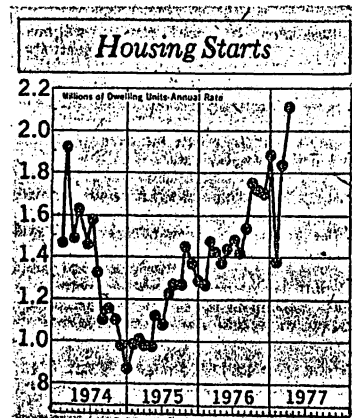 Housing Starts
Millions of Dwelling Units-Annual Rate
2.2
2.0
1.8
1.6
1.4
1.2
1.0
.8
1974 1975 1976 1977